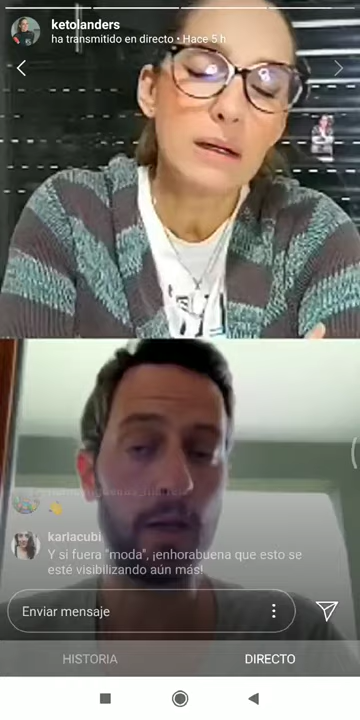 ketolanders
ha transmitido en directo • Hace 5 h
karlacubi
Y si fuera "moda", ¡enhorabuena que esto se
esté visibilizando aún más!
Enviar mensaje
HISTORIA
DIRECTO